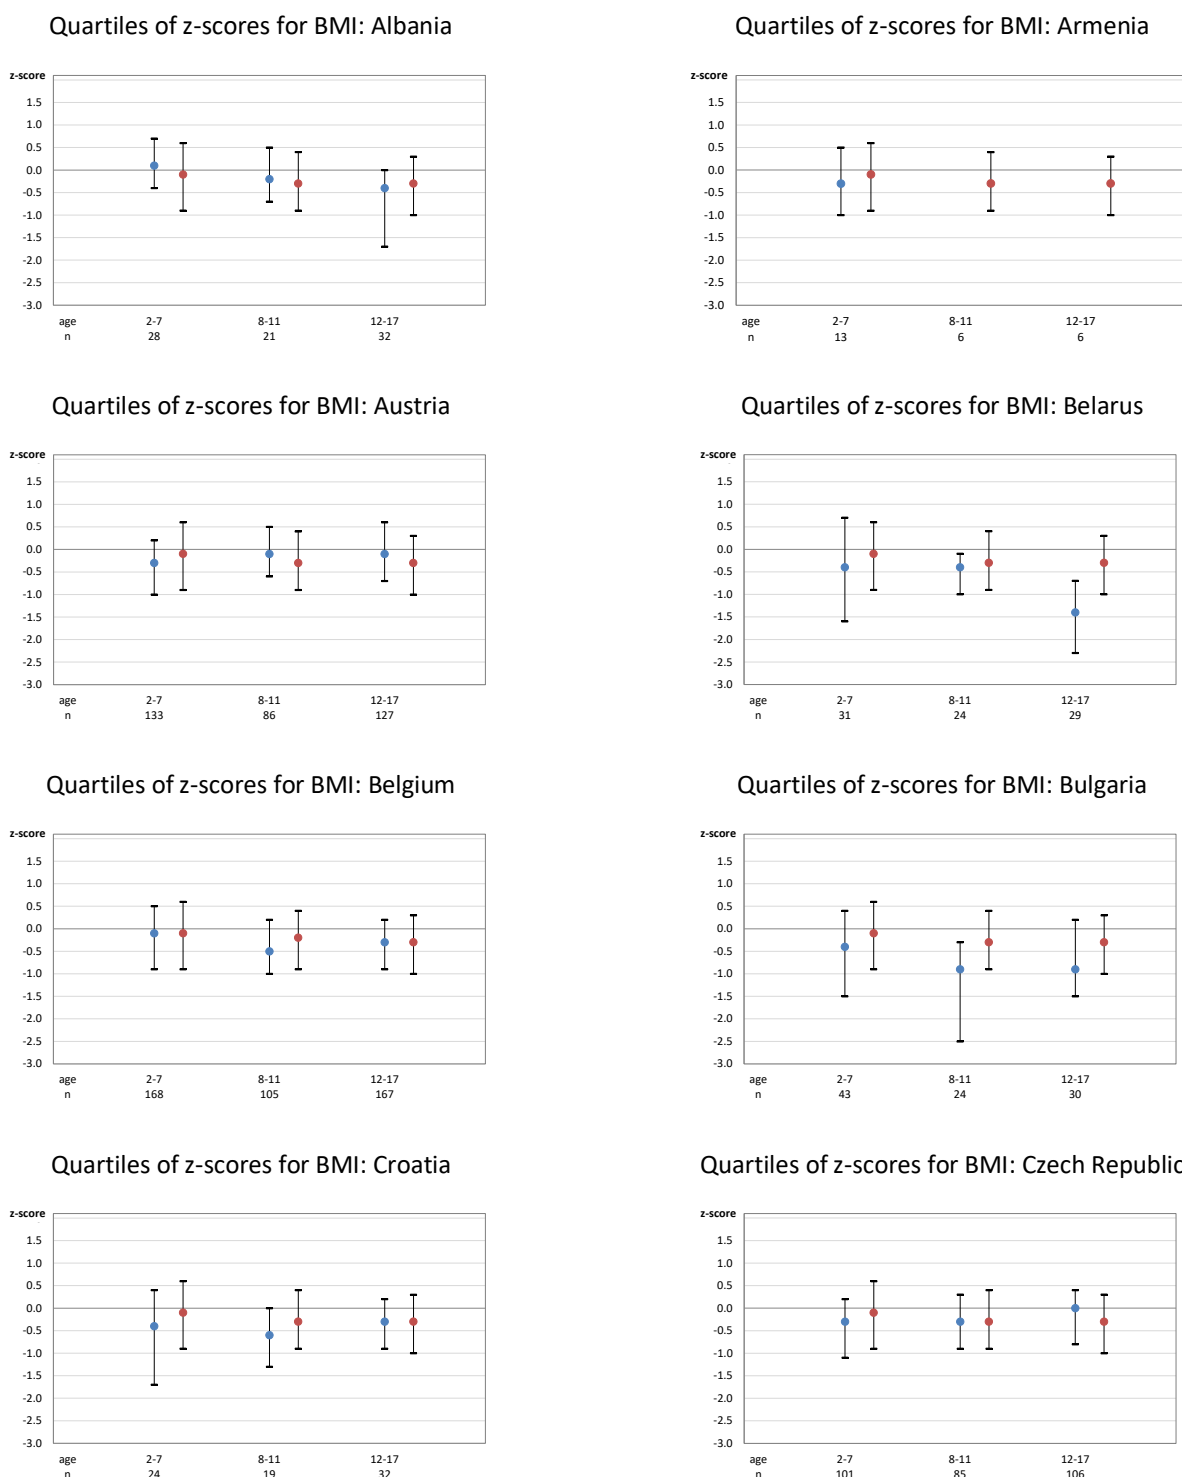 Quartiles of z-scores for BMI: Albania
z-score
1.5
1.0
0.5
0.0
-0.5
-1.0
-1.5
-2.0
-2.5
-3.0
age 2-7 8-11 12-17
n 28 21 32
Quartiles of z-scores for BMI: Armenia
z-score
1.5
1.0
0.5
0.0
-0.5
-1.0
-1.5
-2.0
-2.5
-3.0
age 2-7 8-11 12-17
n 13 6 6
Quartiles of z-scores for BMI: Austria
z-score
1.5
1.0
0.5
0.0
-0.5
-1.0
-1.5
-2.0
-2.5
-3.0
age 2-7 8-11 12-17
n 133 86 127
Quartiles of z-scores for BMI: Belarus
z-score
1.5
1.0
0.5
0.0
-0.5
-1.0
-1.5
-2.0
-2.5
-3.0
age 2-7 8-11 12-17
n 31 24 29
Quartiles of z-scores for BMI: Belgium
z-score
1.5
1.0
0.5
0.0
-0.5
-1.0
-1.5
-2.0
-2.5
-3.0
age 2-7 8-11 12-17
n 168 105 167
Quartiles of z-scores for BMI: Bulgaria
z-score
1.5
1.0
0.5
0.0
-0.5
-1.0
-1.5
-2.0
-2.5
-3.0
age 2-7 8-11 12-17
n 43 24 30
Quartiles of z-scores for BMI: Croatia
z-score
1.5
1.0
0.5
0.0
-0.5
-1.0
-1.5
-2.0
-2.5
-3.0
age 2-7 8-11 12-17
n 24 19 32
Quartiles of z-scores for BMI: Czech Republic
z-score
1.5
1.0
0.5
0.0
-0.5
-1.0
-1.5
-2.0
-2.5
-3.0
age 2-7 8-11 12-17
n 101 85 106